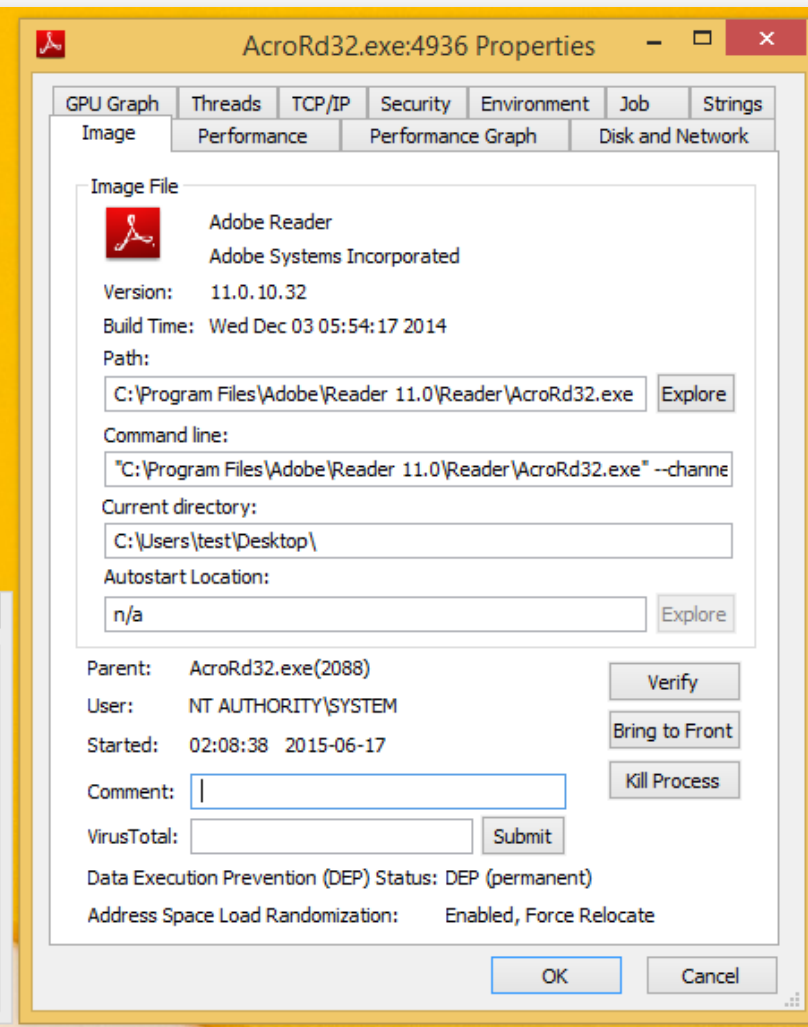 AcroRd32.exe:4936 Properties
GPU Graph Threads TCP/IP Security Environment Job Strings
Image Performance Performance Graph Disk and Network
Image File
Adobe Reader
Adobe Systems Incorporated
Version: 11.0.10.32
Build Time: Wed Dec 03 05:54:17 2014
Path:
C:\Program Files\Adobe\Reader 11.0\Reader\AcroRd32.exe Explore
Command line:
"C:\Program Files\Adobe\Reader 11.0\Reader\AcroRd32.exe" --channe
Current directory:
C:\Users\test\Desktop\
Autostart Location:
n/a Explore
Parent: AcroRd32.exe(2088)
Verify
User: NT AUTHORITY\SYSTEM
Bring to Front
Started: 02:08:38 2015-06-17
Kill Process
Comment:
VirusTotal: Submit
Data Execution Prevention (DEP) Status: DEP (permanent)
Address Space Load Randomization: Enabled, Force Relocate
OK Cancel